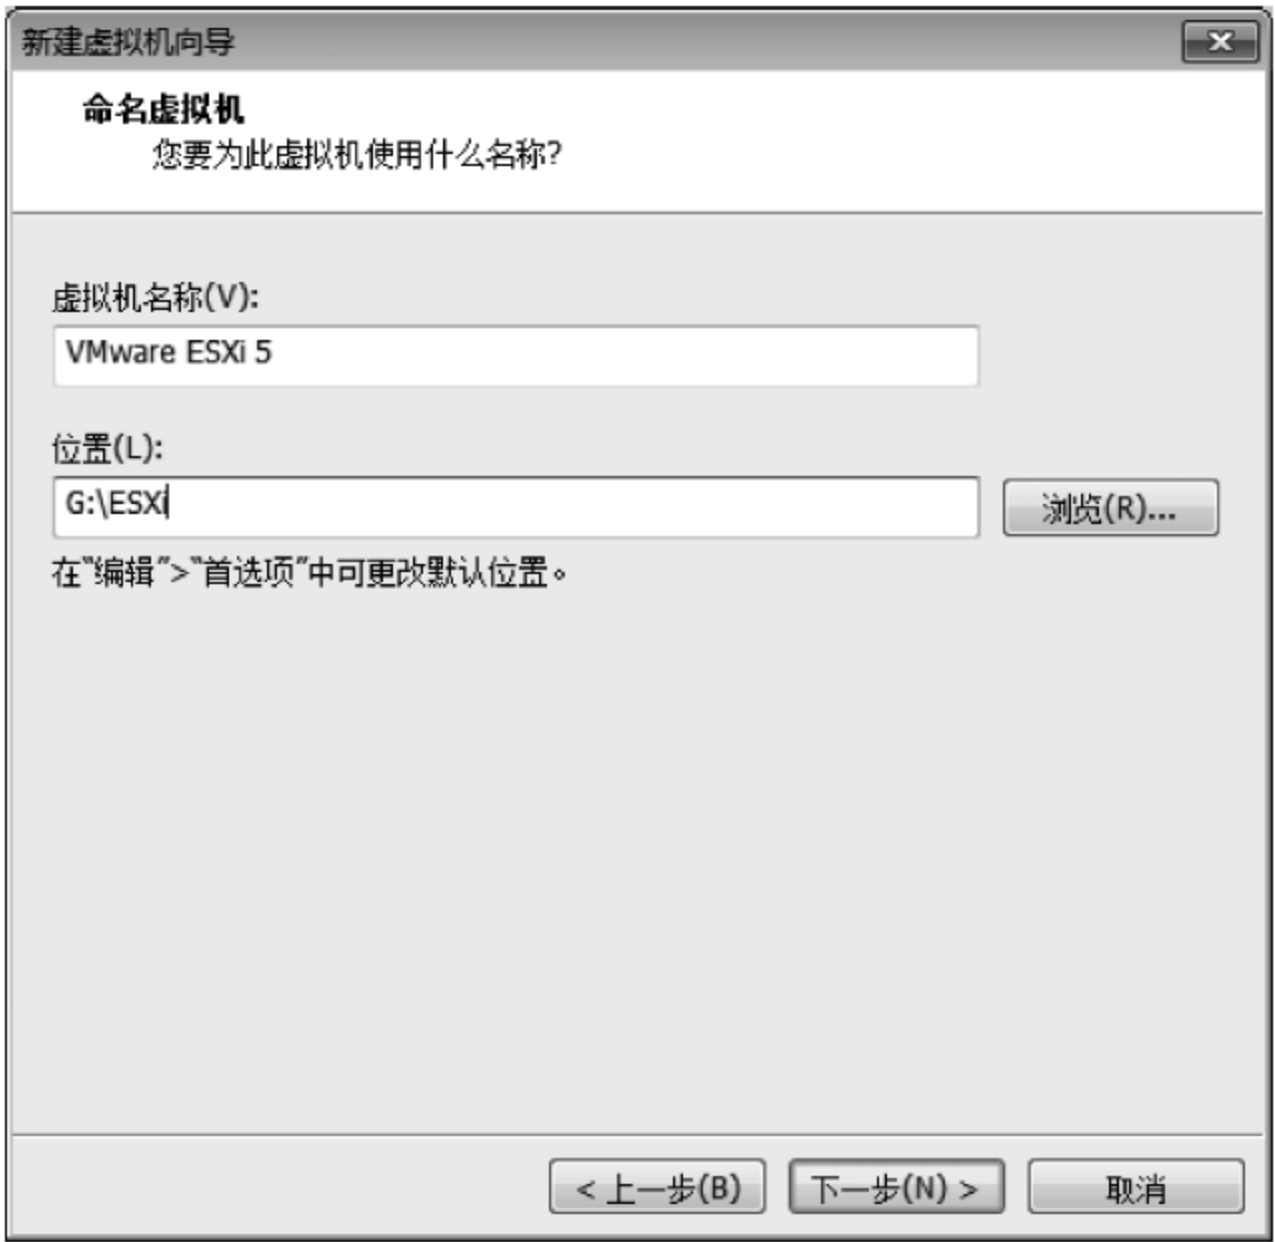 新建虚拟机向导
命名虚拟机
您要为此虚拟机使用什么名称?
虚拟机名称(V):
VMware ESXi 5
位置(L):
G:\ESXi
浏览(R)...
在"编辑">"首选项"中可更改默认位置。
< 上一步(B)
下一步(N) >
取消